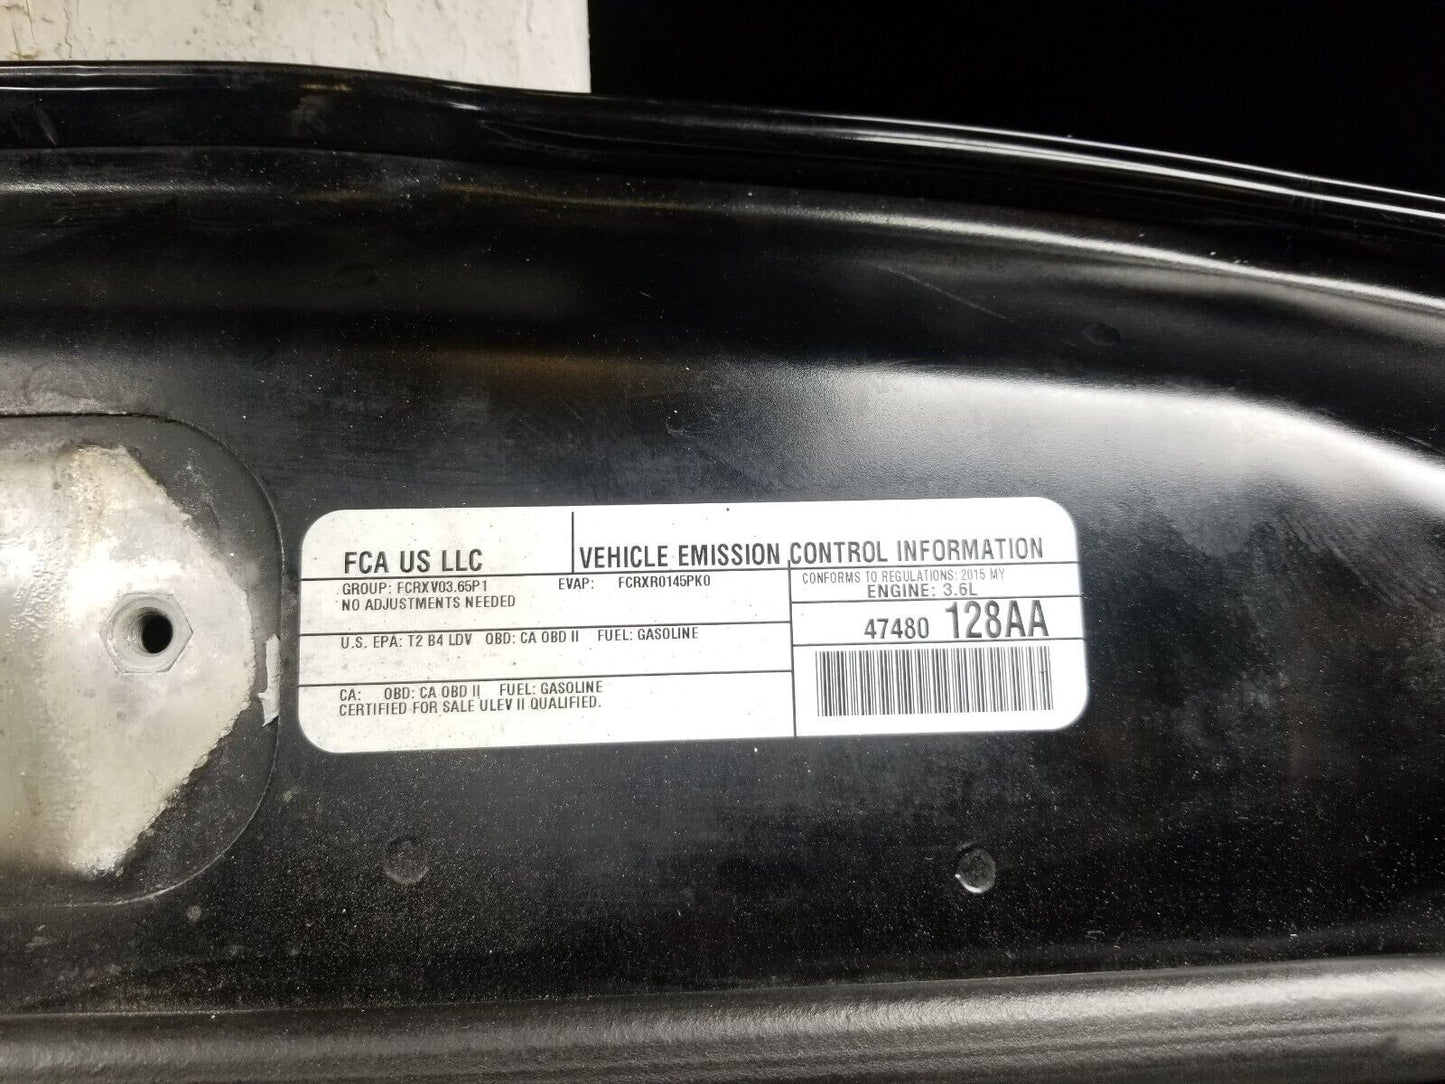 FCA US LLC
VEHICLE EMISSION CONTROL INFORMATION
GROUP: FCRXV03.65P1 EVAP: FCRXR0145PK0
NO ADJUSTMENTS NEEDED
U.S. EPA: T2 B4 LDV OBD: CA OBD II FUEL: GASOLINE
CA: OBD: CA OBD II FUEL: GASOLINE
CERTIFIED FOR SALE ULEV II QUALIFIED.
CONFORMS TO REGULATIONS: 2015 MY
ENGINE: 3.6L
47480 128AA